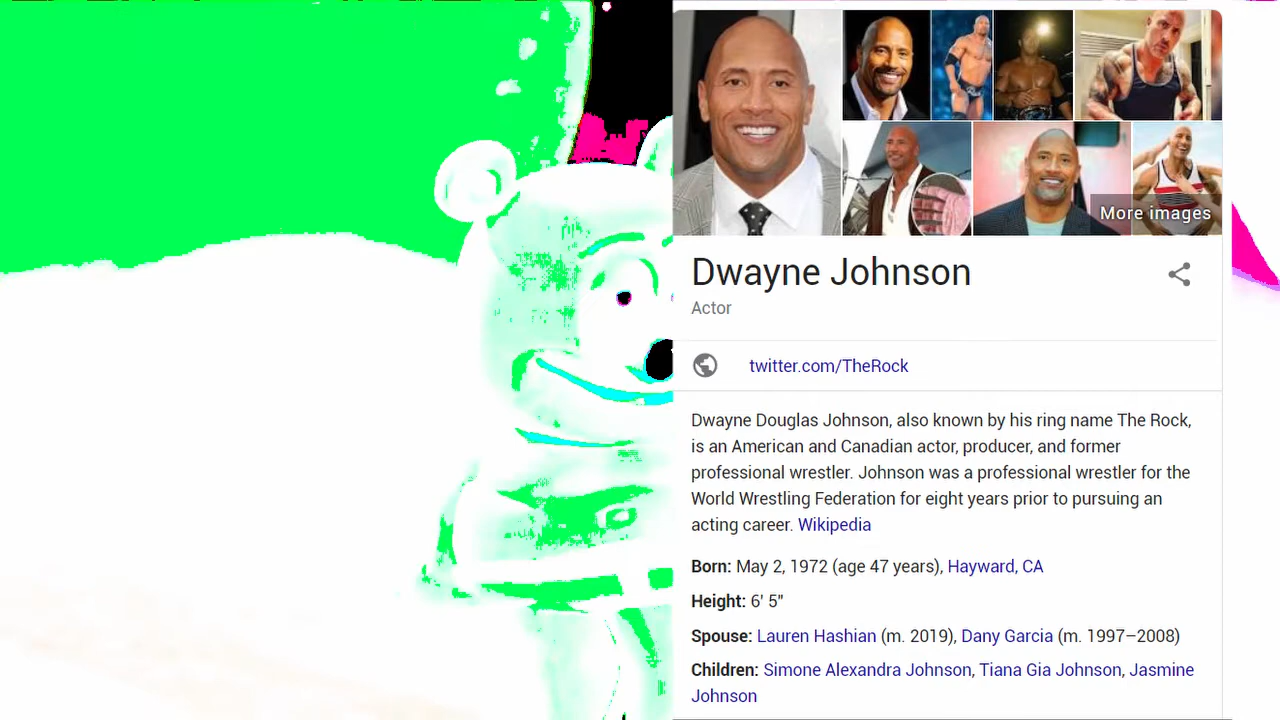 More images
Dwayne Johnson
Actor
twitter.com/TheRock
Dwayne Douglas Johnson, also known by his ring name The Rock,
is an American and Canadian actor, producer, and former
professional wrestler. Johnson was a professional wrestler for the
World Wrestling Federation for eight years prior to pursuing an
acting career. Wikipedia
Born: May 2, 1972 (age 47 years), Hayward, CA
Height: 6' 5"
Spouse: Lauren Hashian (m. 2019), Dany Garcia (m. 1997–2008)
Children: Simone Alexandra Johnson, Tiana Gia Johnson, Jasmine
Johnson